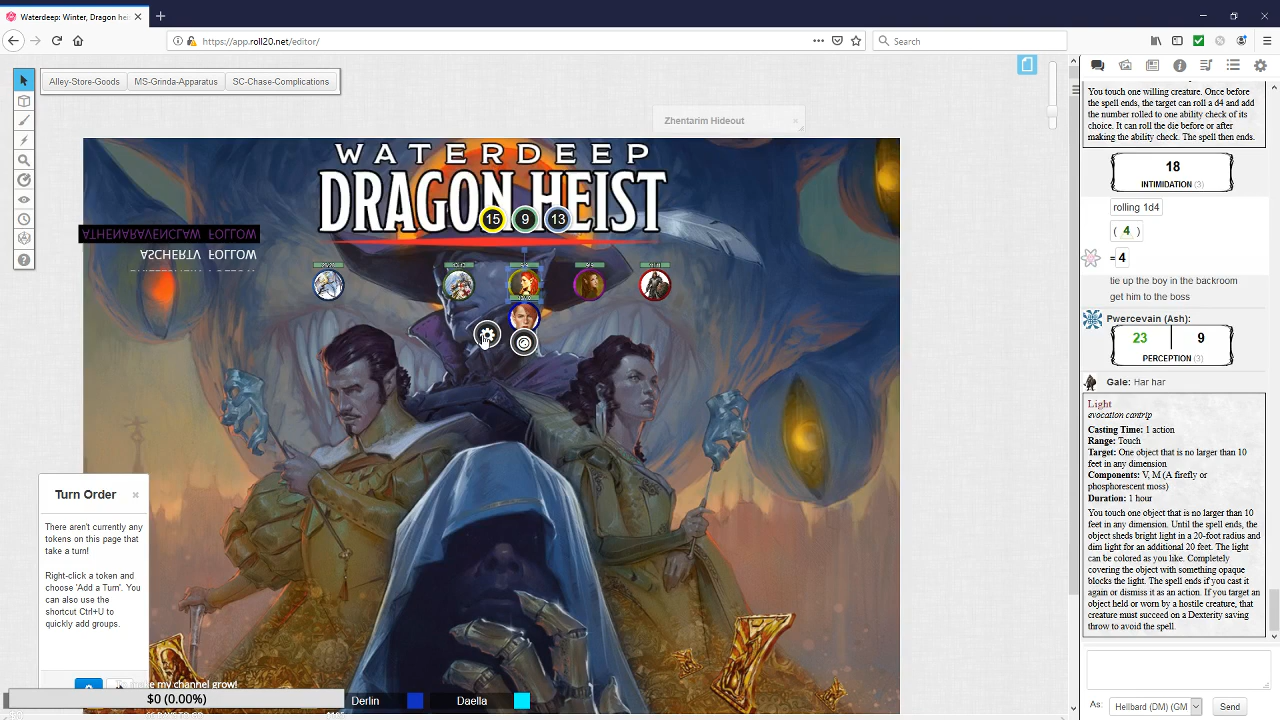 Waterdeep: Winter, Dragon hei
https://app.roll20.net/editor/
Search
Alley-Store-Goods
MS-Grinda-Apparatus
SC-Chase-Complications
Zhentarim Hideout
WATERDEEP
DRAGON HEIST
15
9
13
ATHENARAVENCLAW FOLLOW
ASCHERTV FOLLOW
Turn Order
There aren't currently any
tokens on this page that
take a turn!
Right-click a token and
choose 'Add a Turn'. You
can also use the
shortcut Ctrl+U to
quickly add groups.
make my channel grow!
$0 (0.00%)
Derlin
Daella
You touch one willing creature. Once before
the spell ends, the target can roll a d4 and add
the number rolled to one ability check of its
choice. It can roll the die before or after
making the ability check. The spell then ends.
18
INTIMIDATION (3)
rolling 1d4
( 4 )
=4
tie up the boy in the backroom
get him to the boss
Pwercevain (Ash):
23 9
PERCEPTION (3)
Gale: Har har
Light
evocation cantrip
Casting Time: 1 action
Range: Touch
Target: One object that is no larger than 10
feet in any dimension
Components: V, M (A firefly or
phosphorescent moss)
Duration: 1 hour
You touch one object that is no larger than 10
feet in any dimension. Until the spell ends, the
object sheds bright light in a 20-foot radius and
dim light for an additional 20 feet. The light
can be colored as you like. Completely
covering the object with something opaque
blocks the light. The spell ends if you cast it
again or dismiss it as an action. If you target an
object held or worn by a hostile creature, that
creature must succeed on a Dexterity saving
throw to avoid the spell.
As:
Hellbard (DM) (GM
Send